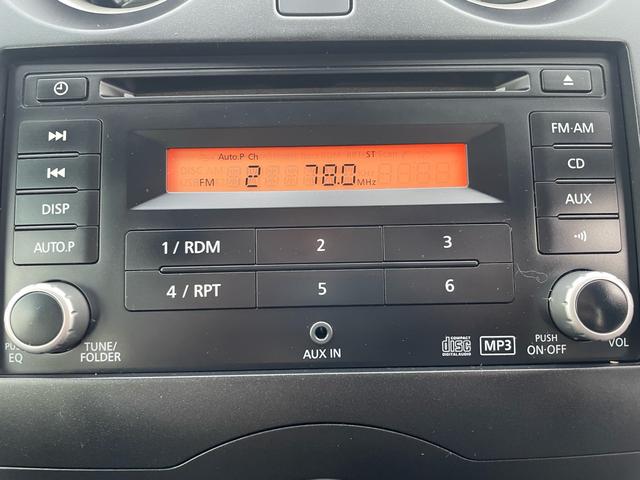 FM·AM
Auto.P Ch ST
DISP
CD
FM 2 78.0 MHz
AUX
AUTO.P
1 / RDM 2 3
4 / RPT 5 6
PUSH EQ
TUNE/
FOLDER
AUX IN
COMPACT
disc
DIGITAL AUDIO
MP3
PUSH
ON·OFF
VOL